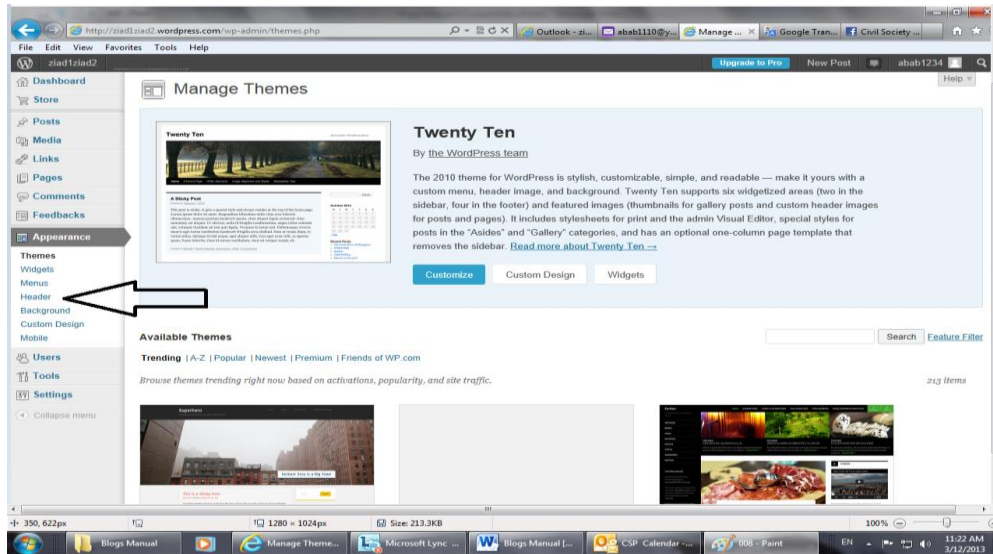 http://ziad1ziad2.wordpress.com/wp-admin/themes.php
Outlook - zi...
abab1110@y...
Manage ...
Google Tran...
Civil Society ...
File Edit View Favorites Tools Help
ziad1ziad2
Upgrade to Pro
New Post
abab1234
Help
Dashboard
Store
Posts
Media
Links
Pages
Comments
Feedbacks
Appearance
Themes
Widgets
Menus
Header
Background
Custom Design
Mobile
Users
Tools
Settings
Collapse menu
Manage Themes
Twenty Ten
A Sticky Post
Twenty Ten
By the WordPress team
The 2010 theme for WordPress is stylish, customizable, simple, and readable — make it yours with a
custom menu, header image, and background. Twenty Ten supports six widgetized areas (two in the
sidebar, four in the footer) and featured images (thumbnails for gallery posts and custom header images
for posts and pages). It includes stylesheets for print and the admin Visual Editor, special styles for
posts in the "Asides" and "Gallery" categories, and has an optional one-column page template that
removes the sidebar. Read more about Twenty Ten →
Customize
Custom Design
Widgets
Available Themes
Search
Feature Filter
Trending | A-Z | Popular | Newest | Premium | Friends of WP.com
Browse themes trending right now based on activations, popularity, and site traffic.
213 items
Superhero
Gotham Zoro is a Big Town
This is a Sticky Post
350, 622px
1280 × 1024px
Size: 213.3KB
100%
Blogs Manual
Manage Theme...
Microsoft Lync ...
Blogs Manual [...
CSP Calendar -...
008 - Paint
EN
11:22 AM
3/12/2013